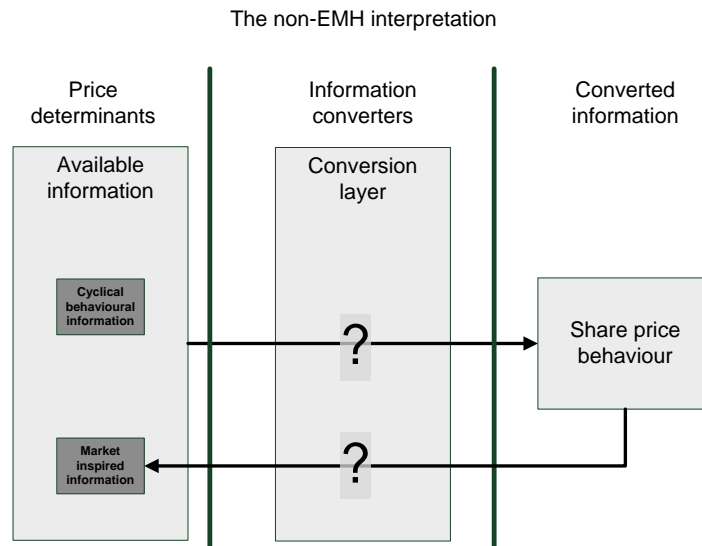 The non-EMH interpretation
Price
determinants
Information
converters
Converted
information
Available
information
Conversion
layer
Cyclical
behavioural
information
?
Share price
behaviour
Market
inspired
information
?